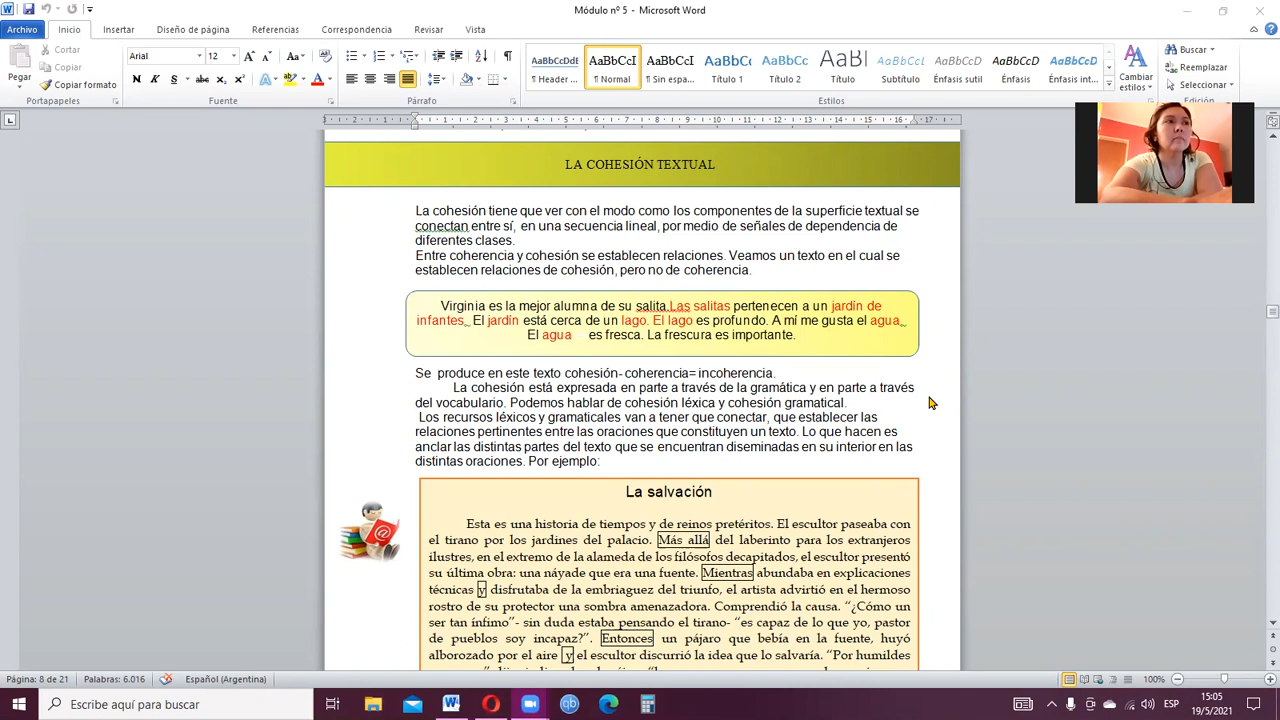 Módulo nº 5 - Microsoft Word
Archivo Inicio Insertar Diseño de página Referencias Correspondencia Revisar Vista
Cortar
Copiar
Copiar formato
Pegar
Portapapeles
Arial 12
Fuente
Párrafo
AaBbCcDdE AaBbCcI AaBbCcI AaBbCc AaBbCc AaBl AaBbCcI AaBbCcD AaBbCcD AaBbCcI
¶ Header ... ¶ Normal ¶ Sin espa... Título 1 Título 2 Título Subtítulo Énfasis sutil Énfasis Énfasis int...
Estilos
Cambiar
estilos
Buscar
Reemplazar
Seleccionar
Edición
LA COHESIÓN TEXTUAL
La cohesión tiene que ver con el modo como los componentes de la superficie textual se
conectan entre sí, en una secuencia lineal, por medio de señales de dependencia de
diferentes clases.
Entre coherencia y cohesión se establecen relaciones. Veamos un texto en el cual se
establecen relaciones de cohesión, pero no de coherencia.
Virginia es la mejor alumna de su salita.Las salitas pertenecen a un jardín de
infantes. El jardín está cerca de un lago. El lago es profundo. A mí me gusta el agua.
El agua es fresca. La frescura es importante.
Se produce en este texto cohesión- coherencia= incoherencia.
La cohesión está expresada en parte a través de la gramática y en parte a través
del vocabulario. Podemos hablar de cohesión léxica y cohesión gramatical.
Los recursos léxicos y gramaticales van a tener que conectar, que establecer las
relaciones pertinentes entre las oraciones que constituyen un texto. Lo que hacen es
anclar las distintas partes del texto que se encuentran diseminadas en su interior en las
distintas oraciones. Por ejemplo:
La salvación
Esta es una historia de tiempos y de reinos pretéritos. El escultor paseaba con
el tirano por los jardines del palacio. Más allá del laberinto para los extranjeros
ilustres, en el extremo de la alameda de los filósofos decapitados, el escultor presentó
su última obra: una náyade que era una fuente. Mientras abundaba en explicaciones
técnicas y disfrutaba de la embriaguez del triunfo, el artista advirtió en el hermoso
rostro de su protector una sombra amenazadora. Comprendió la causa. “¿Cómo un
ser tan ínfimo”- sin duda estaba pensando el tirano- “es capaz de lo que yo, pastor
de pueblos soy incapaz?”. Entonces un pájaro que bebía en la fuente, huyó
alborozado por el aire y el escultor discurrió la idea que lo salvaría. “Por humildes
Página: 8 de 21 Palabras: 6.016 Español (Argentina) 100%
Escribe aquí para buscar
ESP
15:05
19/5/2021